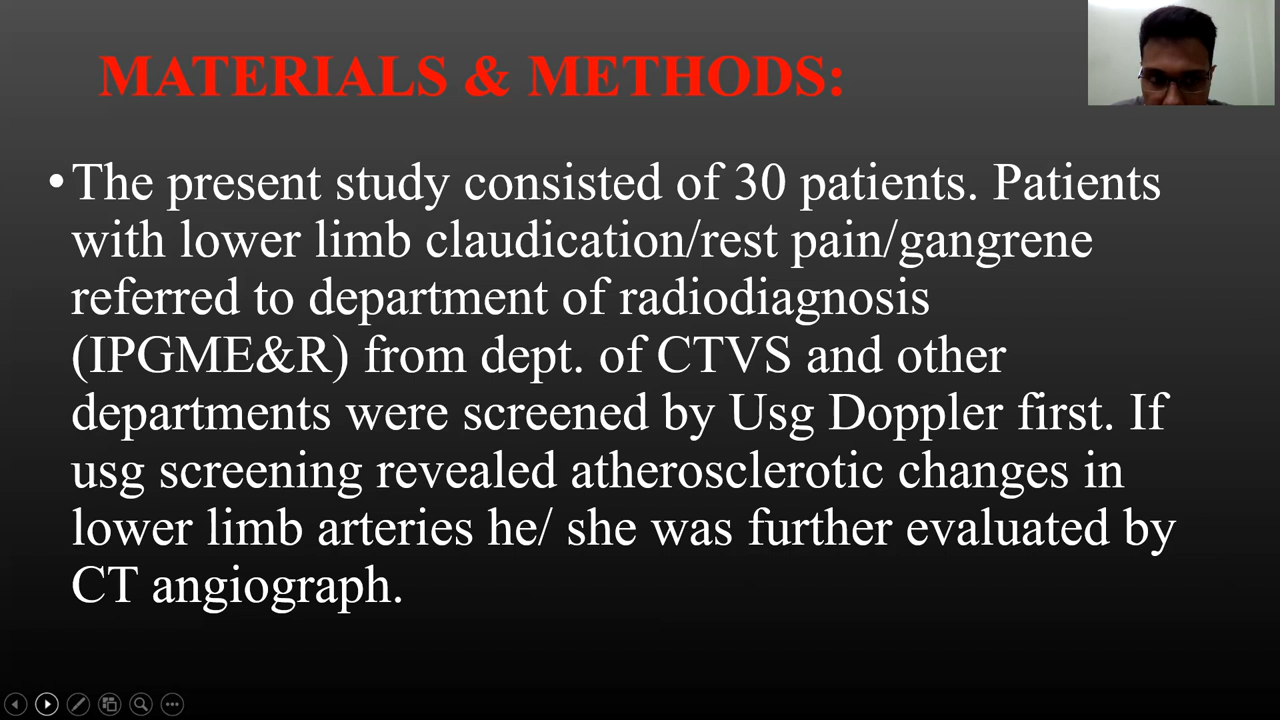 MATERIALS & METHODS:
•The present study consisted of 30 patients. Patients
with lower limb claudication/rest pain/gangrene
referred to department of radiodiagnosis
(IPGME&R) from dept. of CTVS and other
departments were screened by Usg Doppler first. If
usg screening revealed atherosclerotic changes in
lower limb arteries he/ she was further evaluated by
CT angiograph.